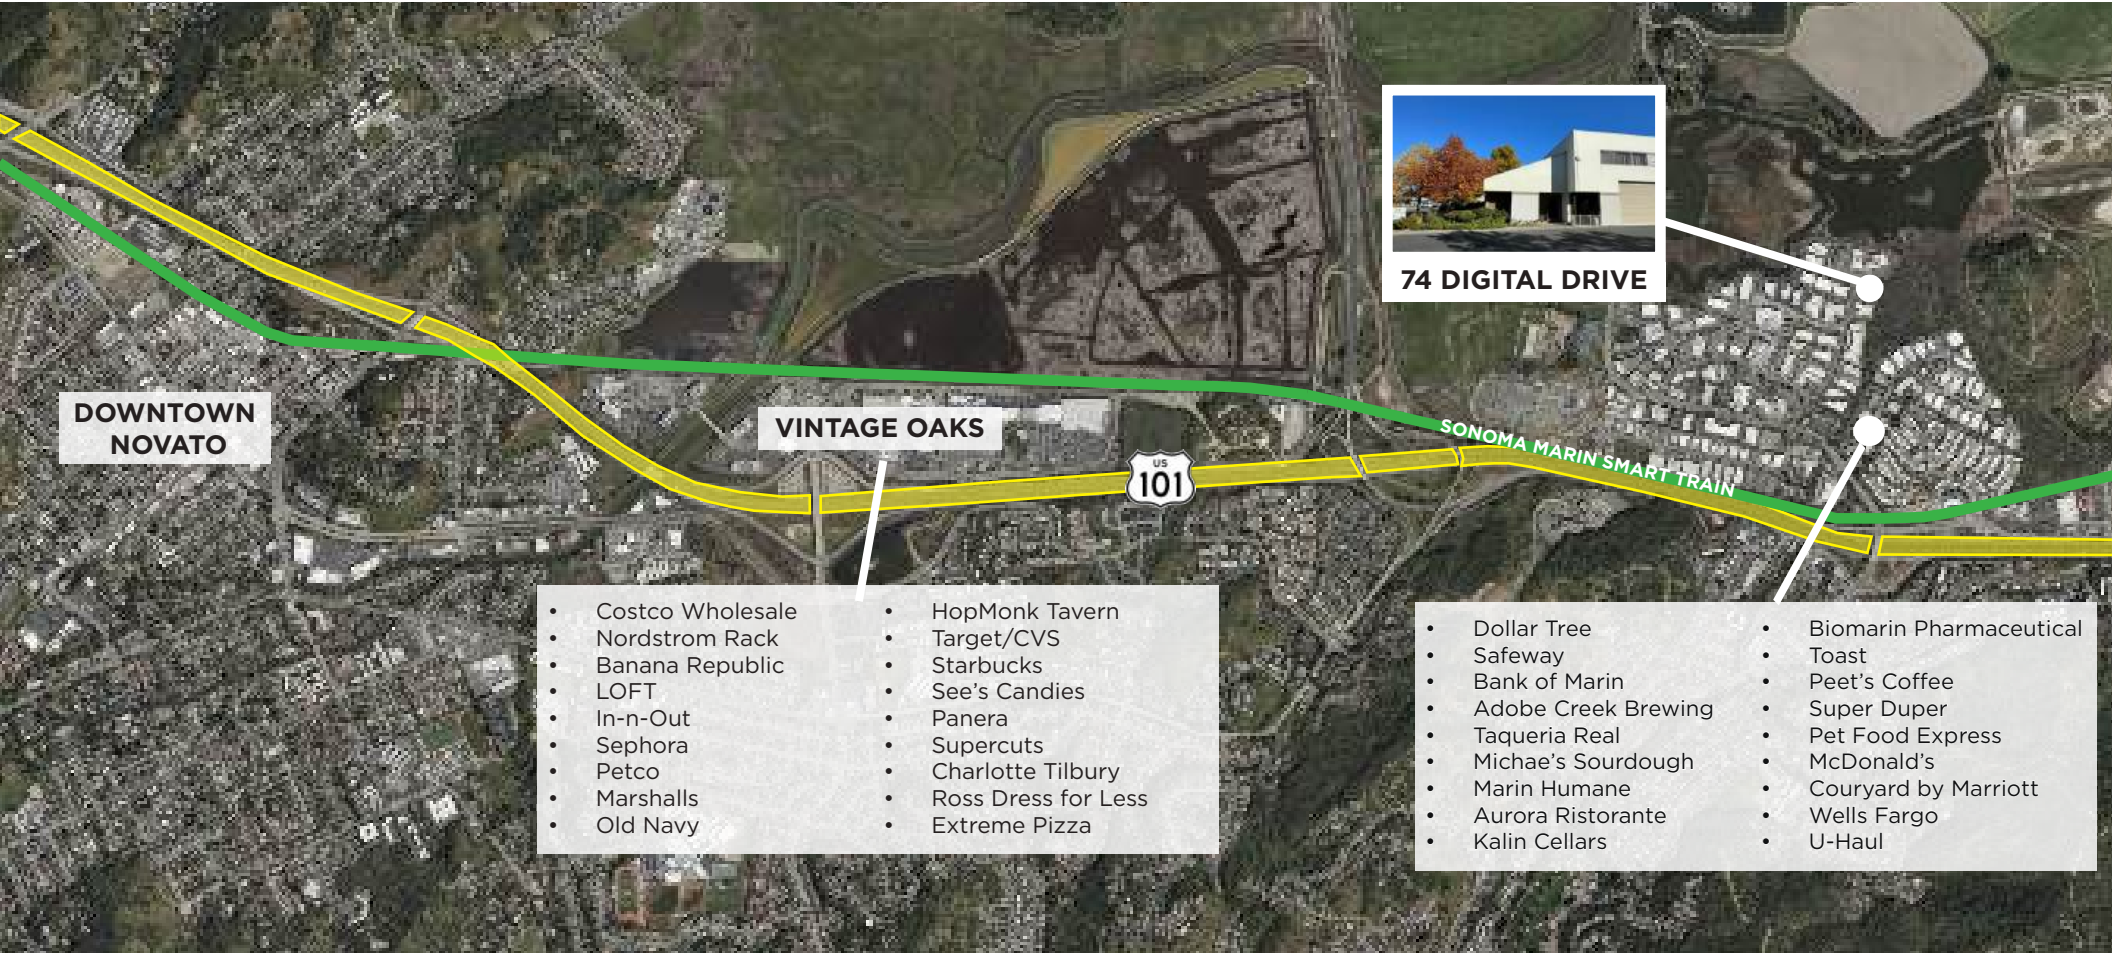 74 DIGITAL DRIVE
DOWNTOWN
NOVATO
VINTAGE OAKS
US
101
SONOMA MARIN SMART TRAIN
• Costco Wholesale
• Nordstrom Rack
• Banana Republic
• LOFT
• In-n-Out
• Sephora
• Petco
• Marshalls
• Old Navy
• HopMonk Tavern
• Target/CVS
• Starbucks
• See's Candies
• Panera
• Supercuts
• Charlotte Tilbury
• Ross Dress for Less
• Extreme Pizza
• Dollar Tree
• Safeway
• Bank of Marin
• Adobe Creek Brewing
• Taqueria Real
• Michae's Sourdough
• Marin Humane
• Aurora Ristorante
• Kalin Cellars
• Biomarin Pharmaceutical
• Toast
• Peet's Coffee
• Super Duper
• Pet Food Express
• McDonald's
• Couryard by Marriott
• Wells Fargo
• U-Haul